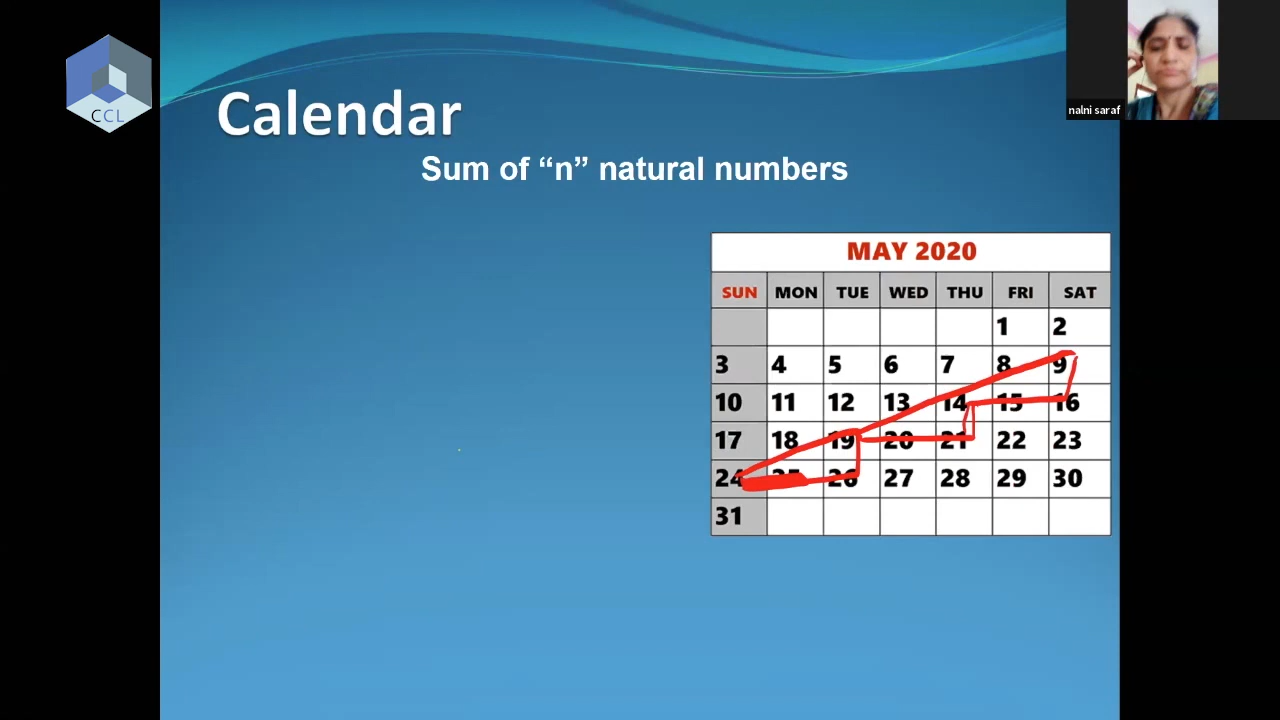 CCL
nalni saraf
Calendar
Sum of “n” natural numbers
MAY 2020
SUN MON TUE WED THU FRI SAT
1 2
3 4 5 6 7 8 9
10 11 12 13 14 15 16
17 18 19 20 21 22 23
24 25 26 27 28 29 30
31